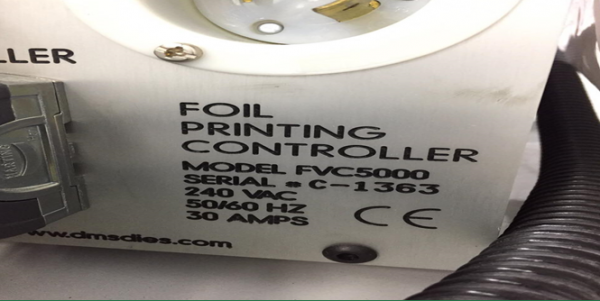 LLER
FOIL
PRINTING
CONTROLLER
MODEL FVC5000
SERIAL # C-1363
240 VAC
50/60 HZ
30 AMPS
CE
www.dmsdies.com
HARTING